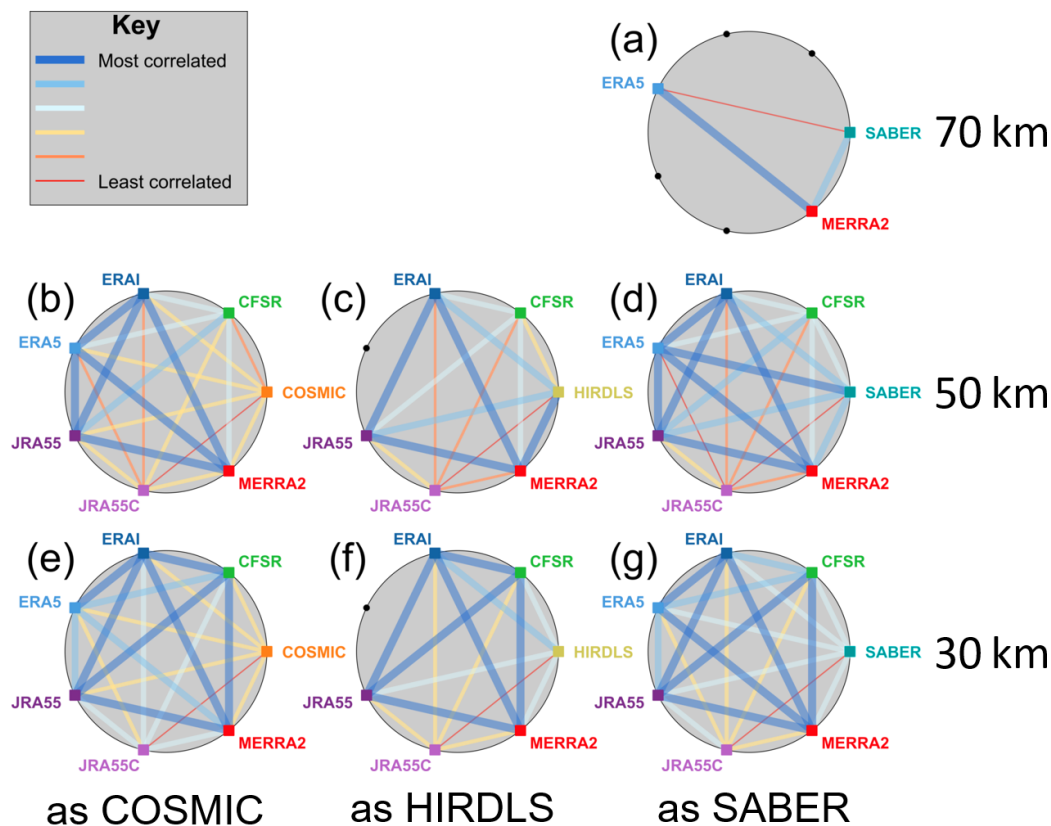 Key
Most correlated
Least correlated
(a)
ERA5
SABER
MERRA2
70 km
(b)
ERAI
CFSR
ERA5
COSMIC
JRA55
MERRA2
JRA55C
(c)
ERAI
CFSR
HIRDLS
JRA55
MERRA2
JRA55C
(d)
ERAI
CFSR
ERA5
SABER
JRA55
MERRA2
JRA55C
50 km
(e)
ERAI
CFSR
ERA5
COSMIC
JRA55
MERRA2
JRA55C
(f)
ERAI
CFSR
HIRDLS
JRA55
MERRA2
JRA55C
(g)
ERAI
CFSR
ERA5
SABER
JRA55
MERRA2
JRA55C
30 km
as COSMIC
as HIRDLS
as SABER